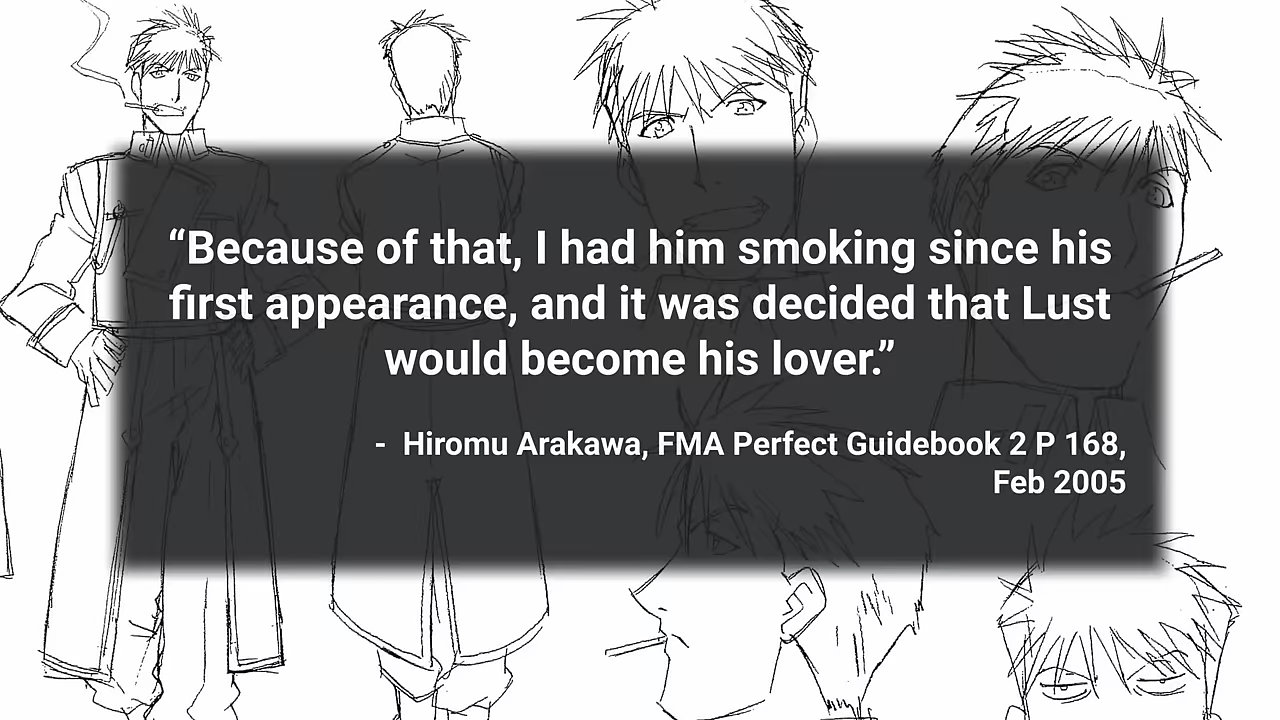 “Because of that, I had him smoking since his
first appearance, and it was decided that Lust
would become his lover.”
- Hiromu Arakawa, FMA Perfect Guidebook 2 P 168,
Feb 2005